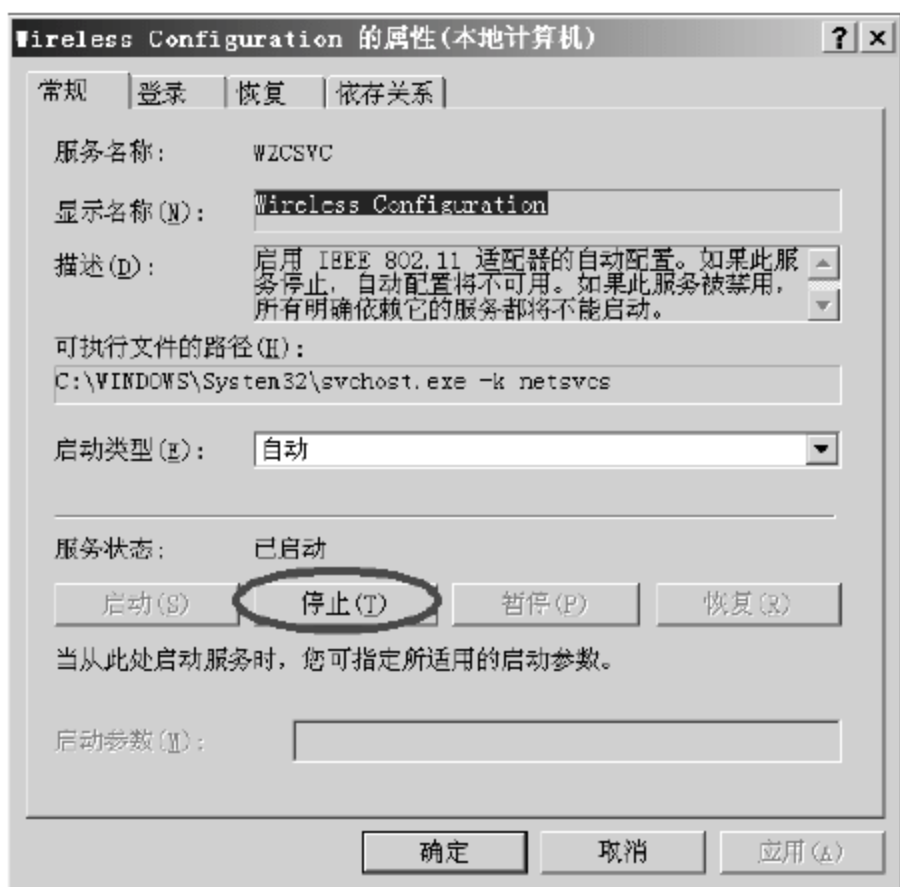 Wireless Configuration 的属性(本地计算机)
常规 登录 恢复 依存关系
服务名称: WZCSVC
显示名称(N): Wireless Configuration
描述(D): 启用 IEEE 802.11 适配器的自动配置。如果此服
务停止，自动配置将不可用。如果此服务被禁用，
所有明确依赖它的服务都将不能启动。
可执行文件的路径(H):
C:\WINDOWS\System32\svchost.exe -k netsvcs
启动类型(E): 自动
服务状态: 已启动
启动(S) 停止(T) 暂停(P) 恢复(R)
当从此处启动服务时，您可指定所适用的启动参数。
启动参数(M):
确定 取消 应用(A)